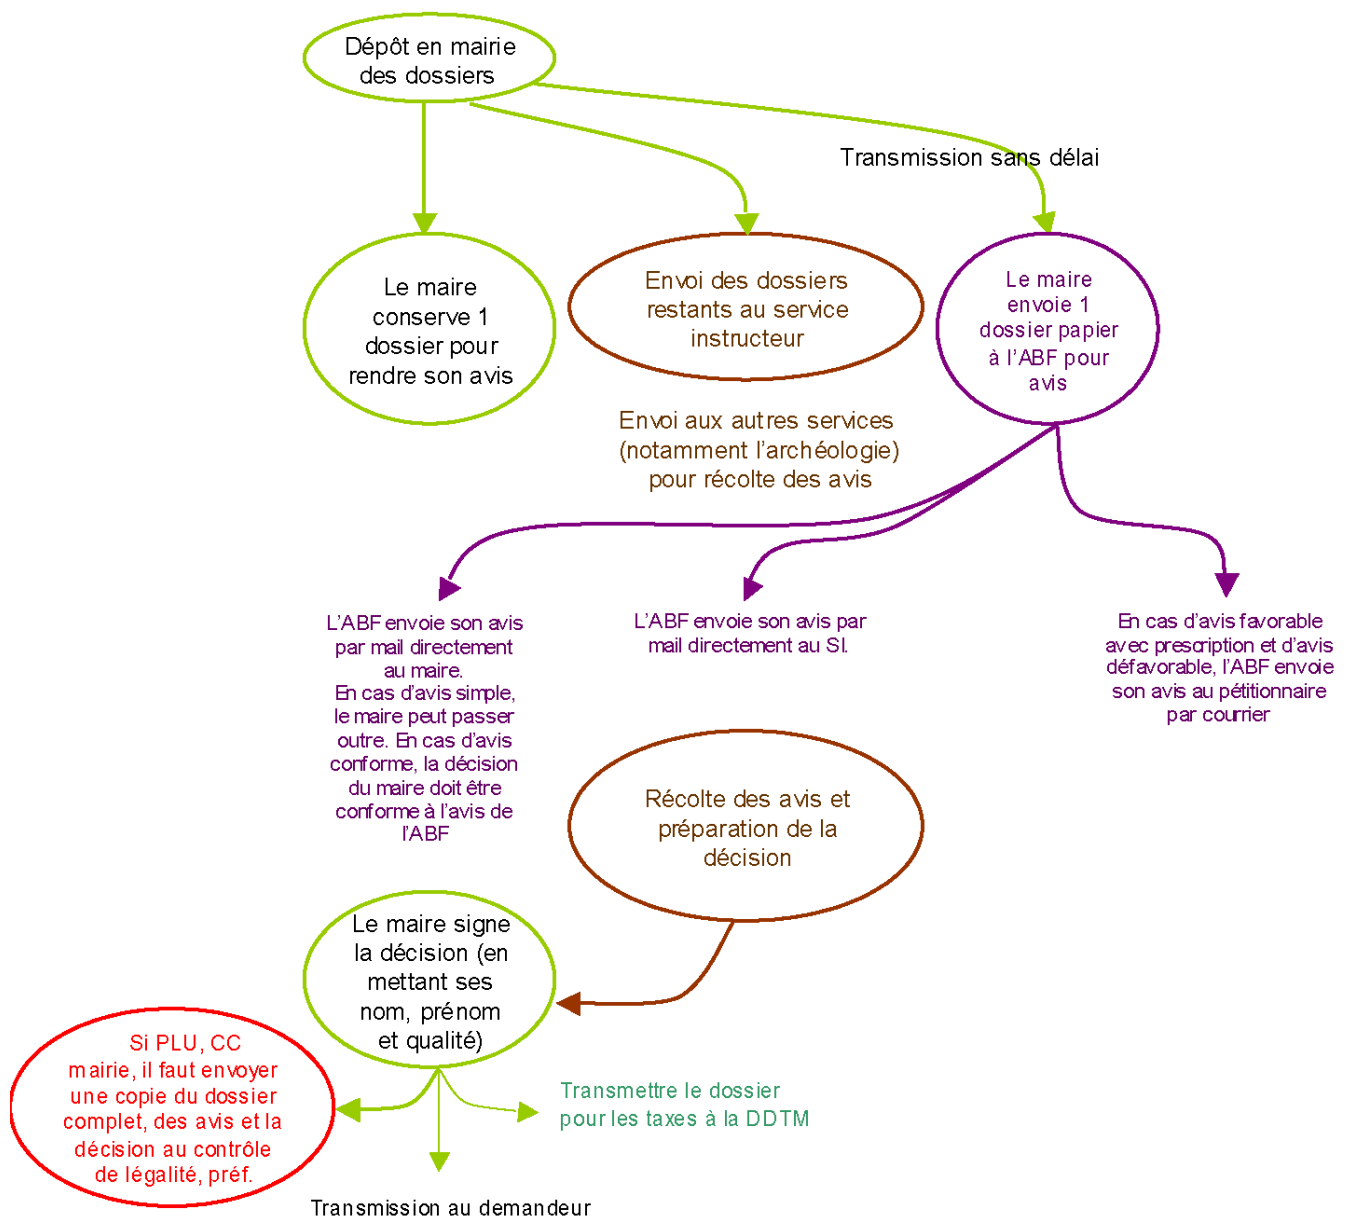 Dépôt en mairie
des dossiers
Transmission sans délai
Le maire
conserve 1
dossier pour
rendre son avis
Envoi des dossiers
restants au service
instructeur
Le maire
envoie 1
dossier papier
à l'ABF pour
avis
Envoi aux autres services
(notamment l'archéologie)
pour récolte des avis
L'ABF envoie son avis
par mail directement
au maire.
En cas d'avis simple,
le maire peut passer
outre. En cas d'avis
conforme, la décision
du maire doit être
conforme à l'avis de
l'ABF
L'ABF envoie son avis par
mail directement au SI.
En cas d'avis favorable
avec prescription et d'avis
défavorable, l'ABF envoie
son avis au pétitionnaire
par courrier
Récolte des avis et
préparation de la
décision
Le maire signe
la décision (en
mettant ses
nom, prénom
et qualité)
Si PLU, CC
mairie, il faut envoyer
une copie du dossier
complet, des avis et la
décision au contrôle
de légalité, préf.
Transmettre le dossier
pour les taxes à la DDTM
Transmission au demandeur